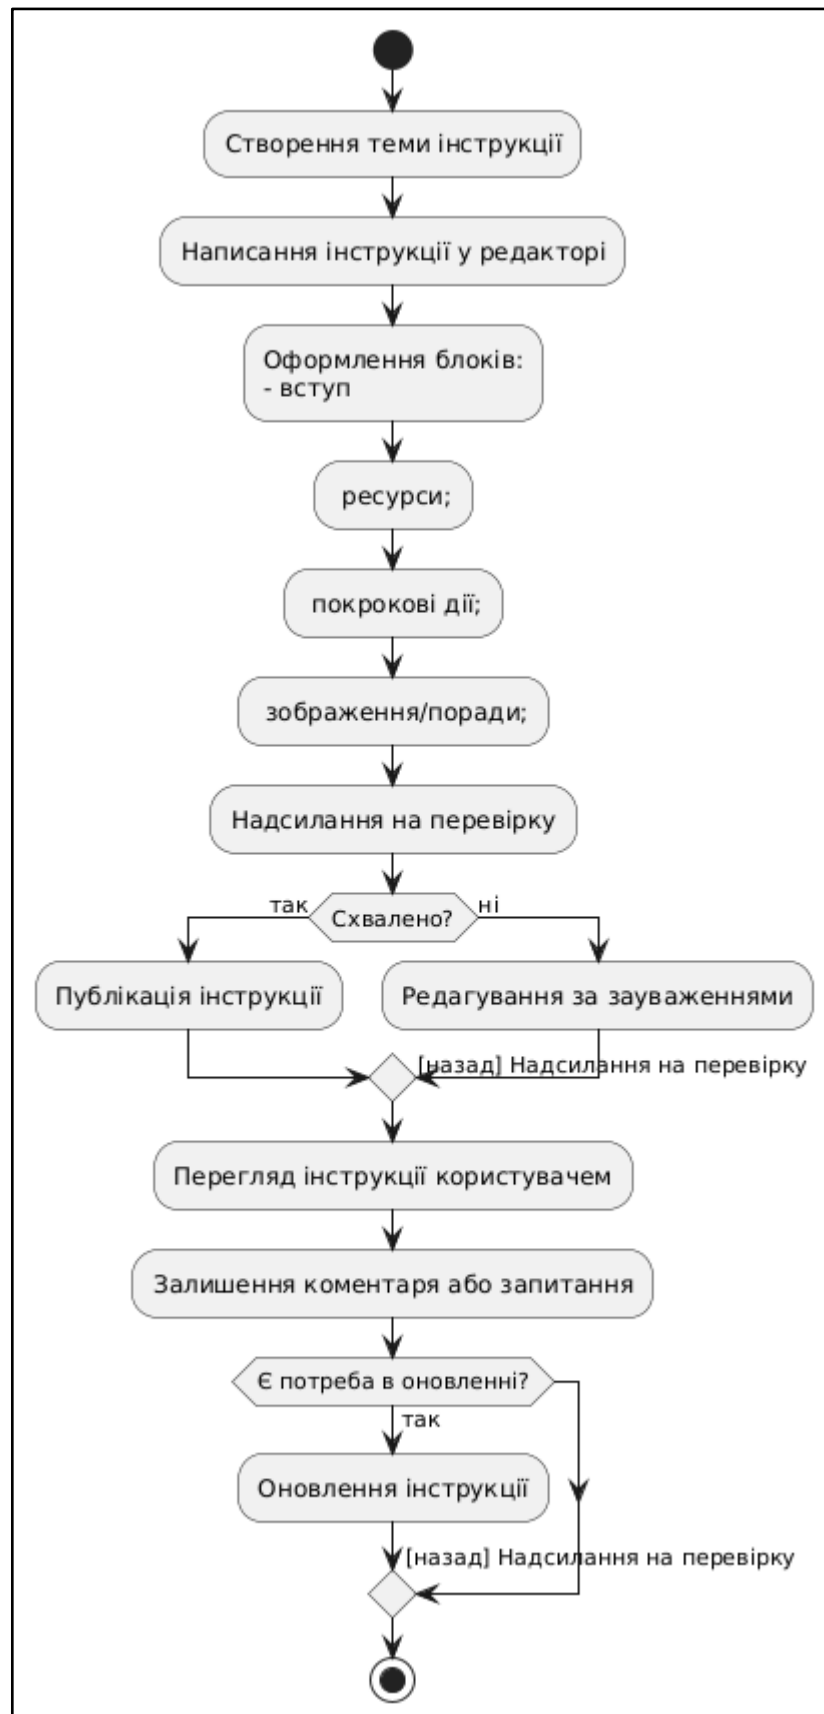 Створення теми інструкції
Написання інструкції у редакторі
Оформлення блоків:
- вступ
ресурси;
покрокові дії;
зображення/поради;
Надсилання на перевірку
так
Схвалено?
ні
Публікація інструкції
Редагування за зауваженнями
[назад] Надсилання на перевірку
Перегляд інструкції користувачем
Залишення коментаря або запитання
Є потреба в оновленні?
так
Оновлення інструкції
[назад] Надсилання на перевірку